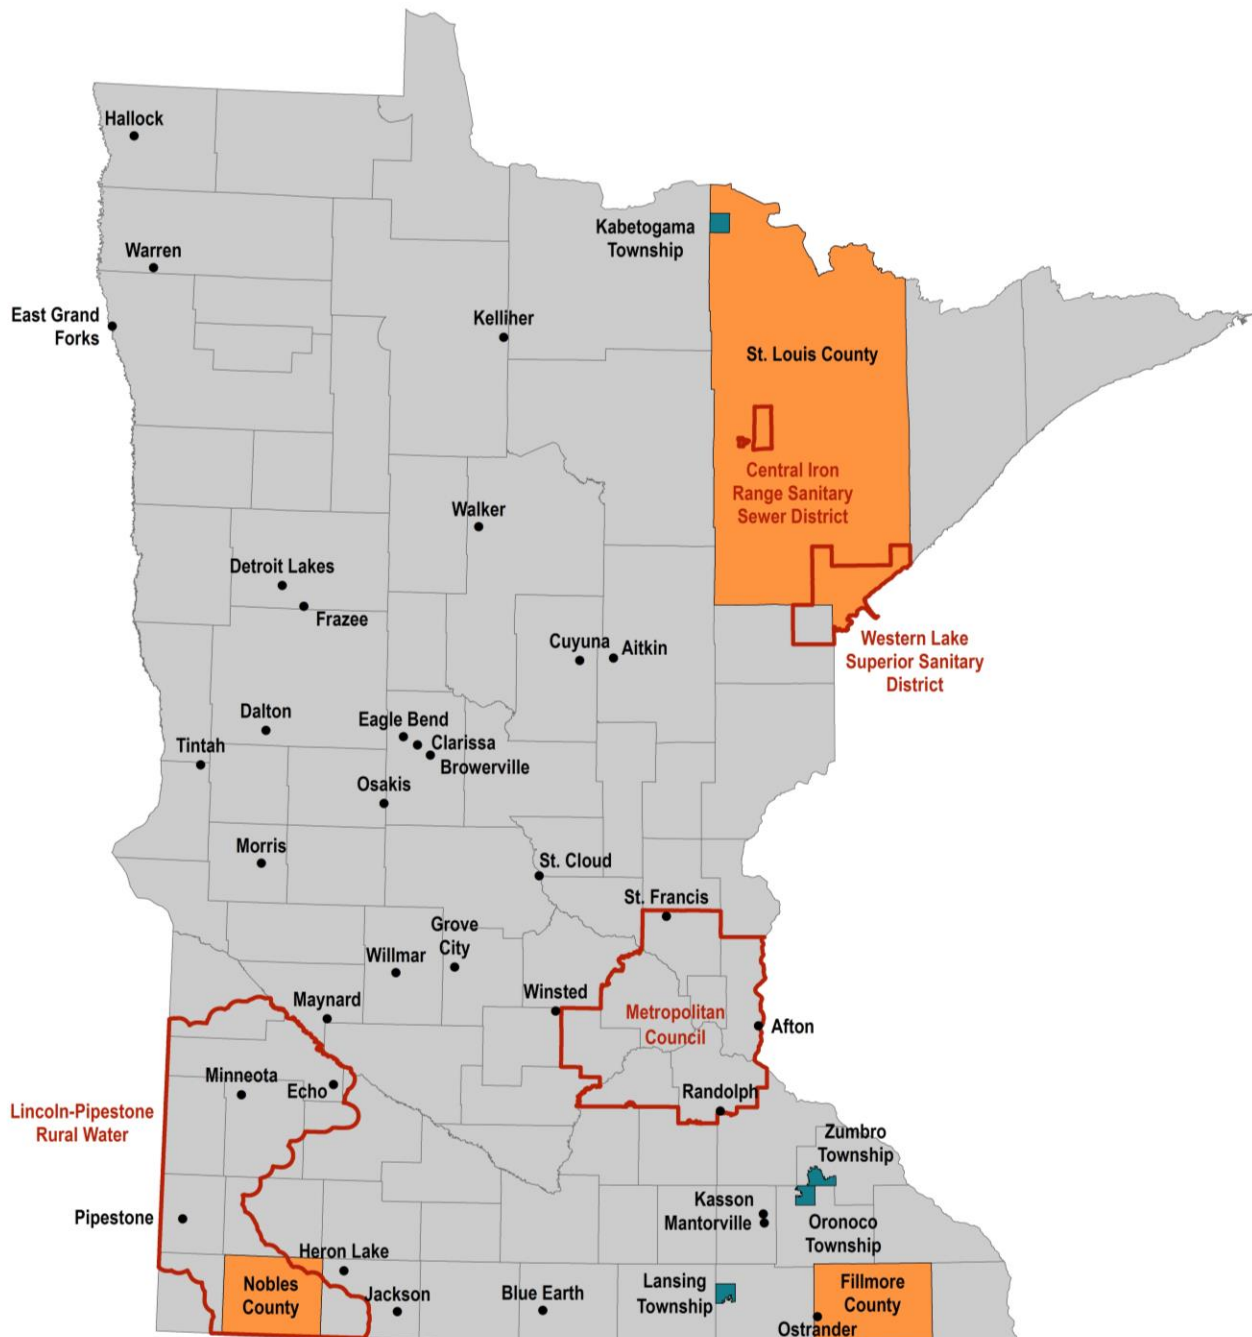 Hallock
Kabetogama
Township
Warren
East Grand
Forks
Kelliher
St. Louis County
Central Iron
Range Sanitary
Sewer District
Walker
Detroit Lakes
Frazee
Cuyuna
Aitkin
Western Lake
Superior Sanitary
District
Dalton
Eagle Bend
Tintah
Clarissa
Browerville
Osakis
Morris
St. Cloud
St. Francis
Grove
City
Willmar
Winsted
Maynard
Metropolitan
Council
Afton
Minneota
Echo
Randolph
Lincoln-Pipestone
Rural Water
Zumbro
Township
Pipestone
Kasson
Mantorville
Oronoco
Township
Heron Lake
Nobles
County
Jackson
Blue Earth
Lansing
Township
Fillmore
County
Ostrander